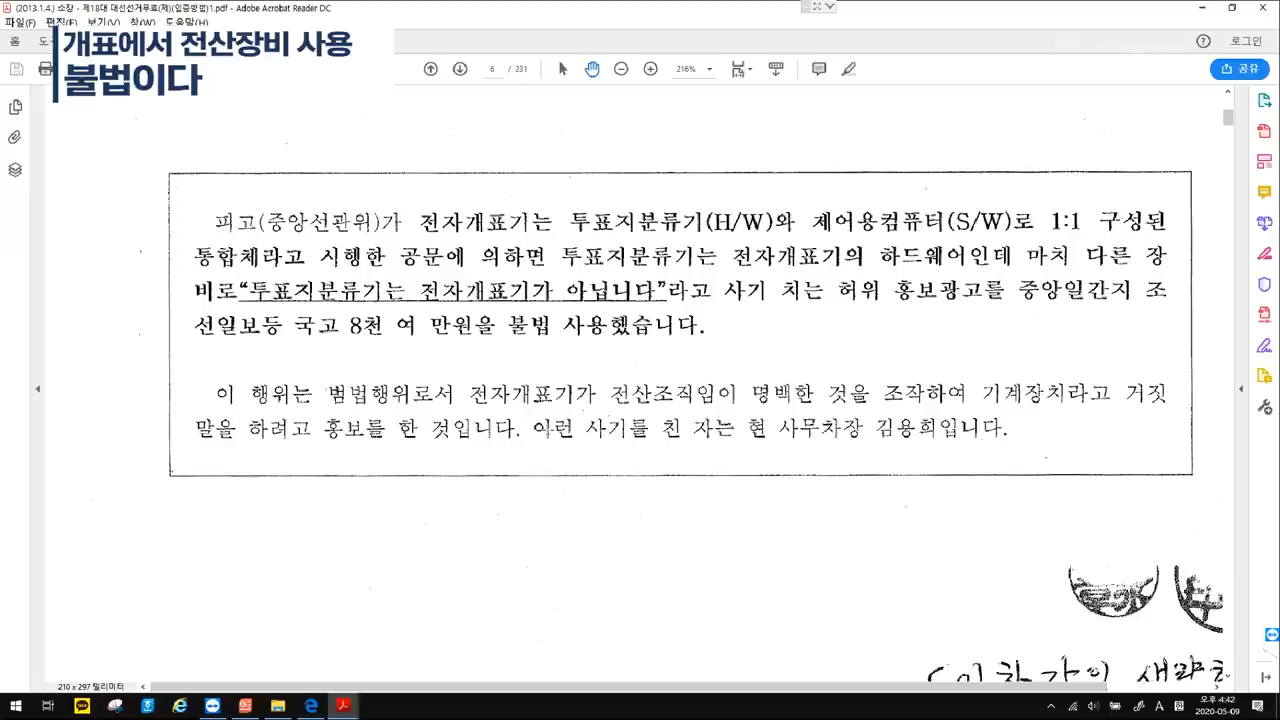 (2013.1.4.) 소장 - 제18대 대선선거무효(제)(입증방법)1.pdf - Adobe Acrobat Reader DC
파일(F) 편집(E) 보기(V) 창(W) 도움말(H)
홈
로그인
개표에서 전산장비 사용
불법이다
6 / 231
216%
공유
피고(중앙선관위)가 전자개표기는 투표지분류기(H/W)와 제어용컴퓨터(S/W)로 1:1 구성된
통합체라고 시행한 공문에 의하면 투표지분류기는 전자개표기의 하드웨어인데 마치 다른 장
비로“투표지분류기는 전자개표기가 아닙니다”라고 사기 치는 허위 홍보광고를 중앙일간지 조
선일보등 국고 8천 여 만원을 불법 사용했습니다.
이 행위는 범법행위로서 전자개표기가 전산조직임이 명백한 것을 조작하여 기계장치라고 거짓
말을 하려고 홍보를 한 것입니다. 이런 사기를 친 자는 현 사무차장 김용희입니다.
210 x 297 밀리미터
오후 4:42
2020-05-09